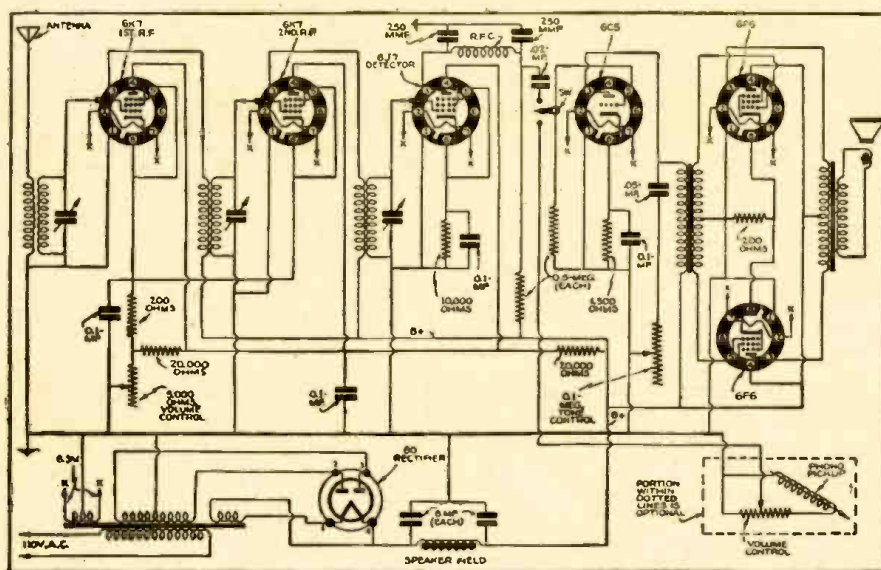 ANTENNA
6K7
1ST. R.F.
6K7
2ND. R.F.
6J7
DETECTOR
250
MMF.
R.F.C.
250
MMF.
.02-
MF.
SW
6C5
6F6
X
X
X
X
X
200
OHMS
0.1-
MF.
20,000
OHMS
5,000
OHMS
VOLUME
CONTROL
10,000
OHMS
0.1-
MF.
0.1-
MF.
B+
0.5-MEG.
(EACH)
1,500
OHMS
0.1-
MF.
.05-
MF.
20,000
OHMS
0.1-
MEG.
TONE
CONTROL
200
OHMS
X
X
6F6
B+
6.3V.
X
X
110V., A.C.
80
RECTIFIER
2
3
1
4
8 MF.
(EACH)
SPEAKER FIELD
PORTION
WITHIN
DOTTED
LINES IS
OPTIONAL
PHONO
PICKUP
VOLUME
CONTROL